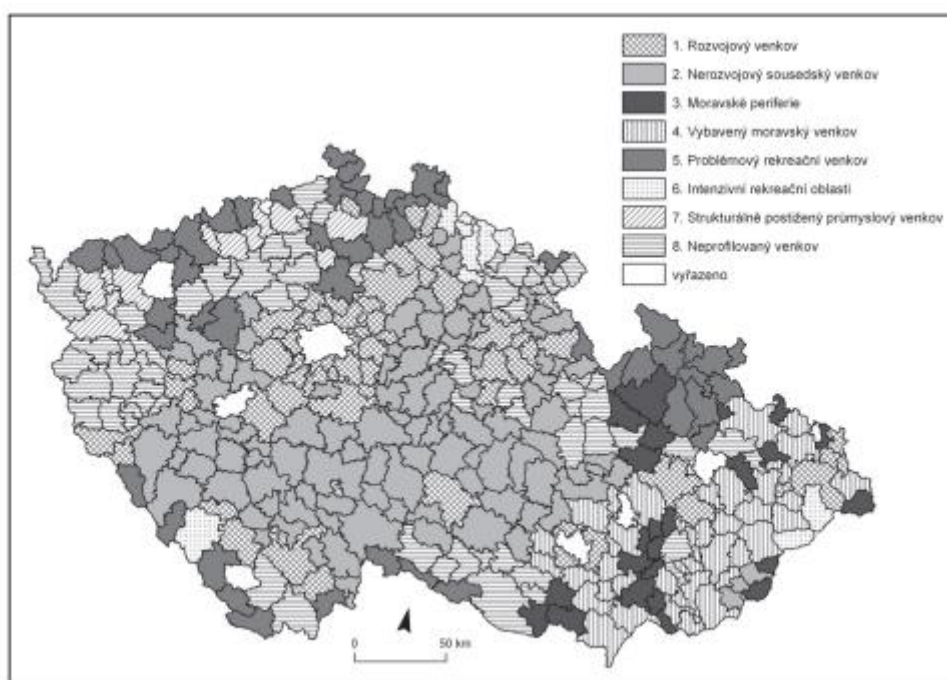 1. Rozvojový venkov
2. Nerozvojový sousedský venkov
3. Moravské periferie
4. Vybavený moravský venkov
5. Problémový rekreační venkov
6. Intenzivní rekreační oblasti
7. Strukturálně postižený průmyslový venkov
8. Neprofilovaný venkov
vyřazeno
0 50 km